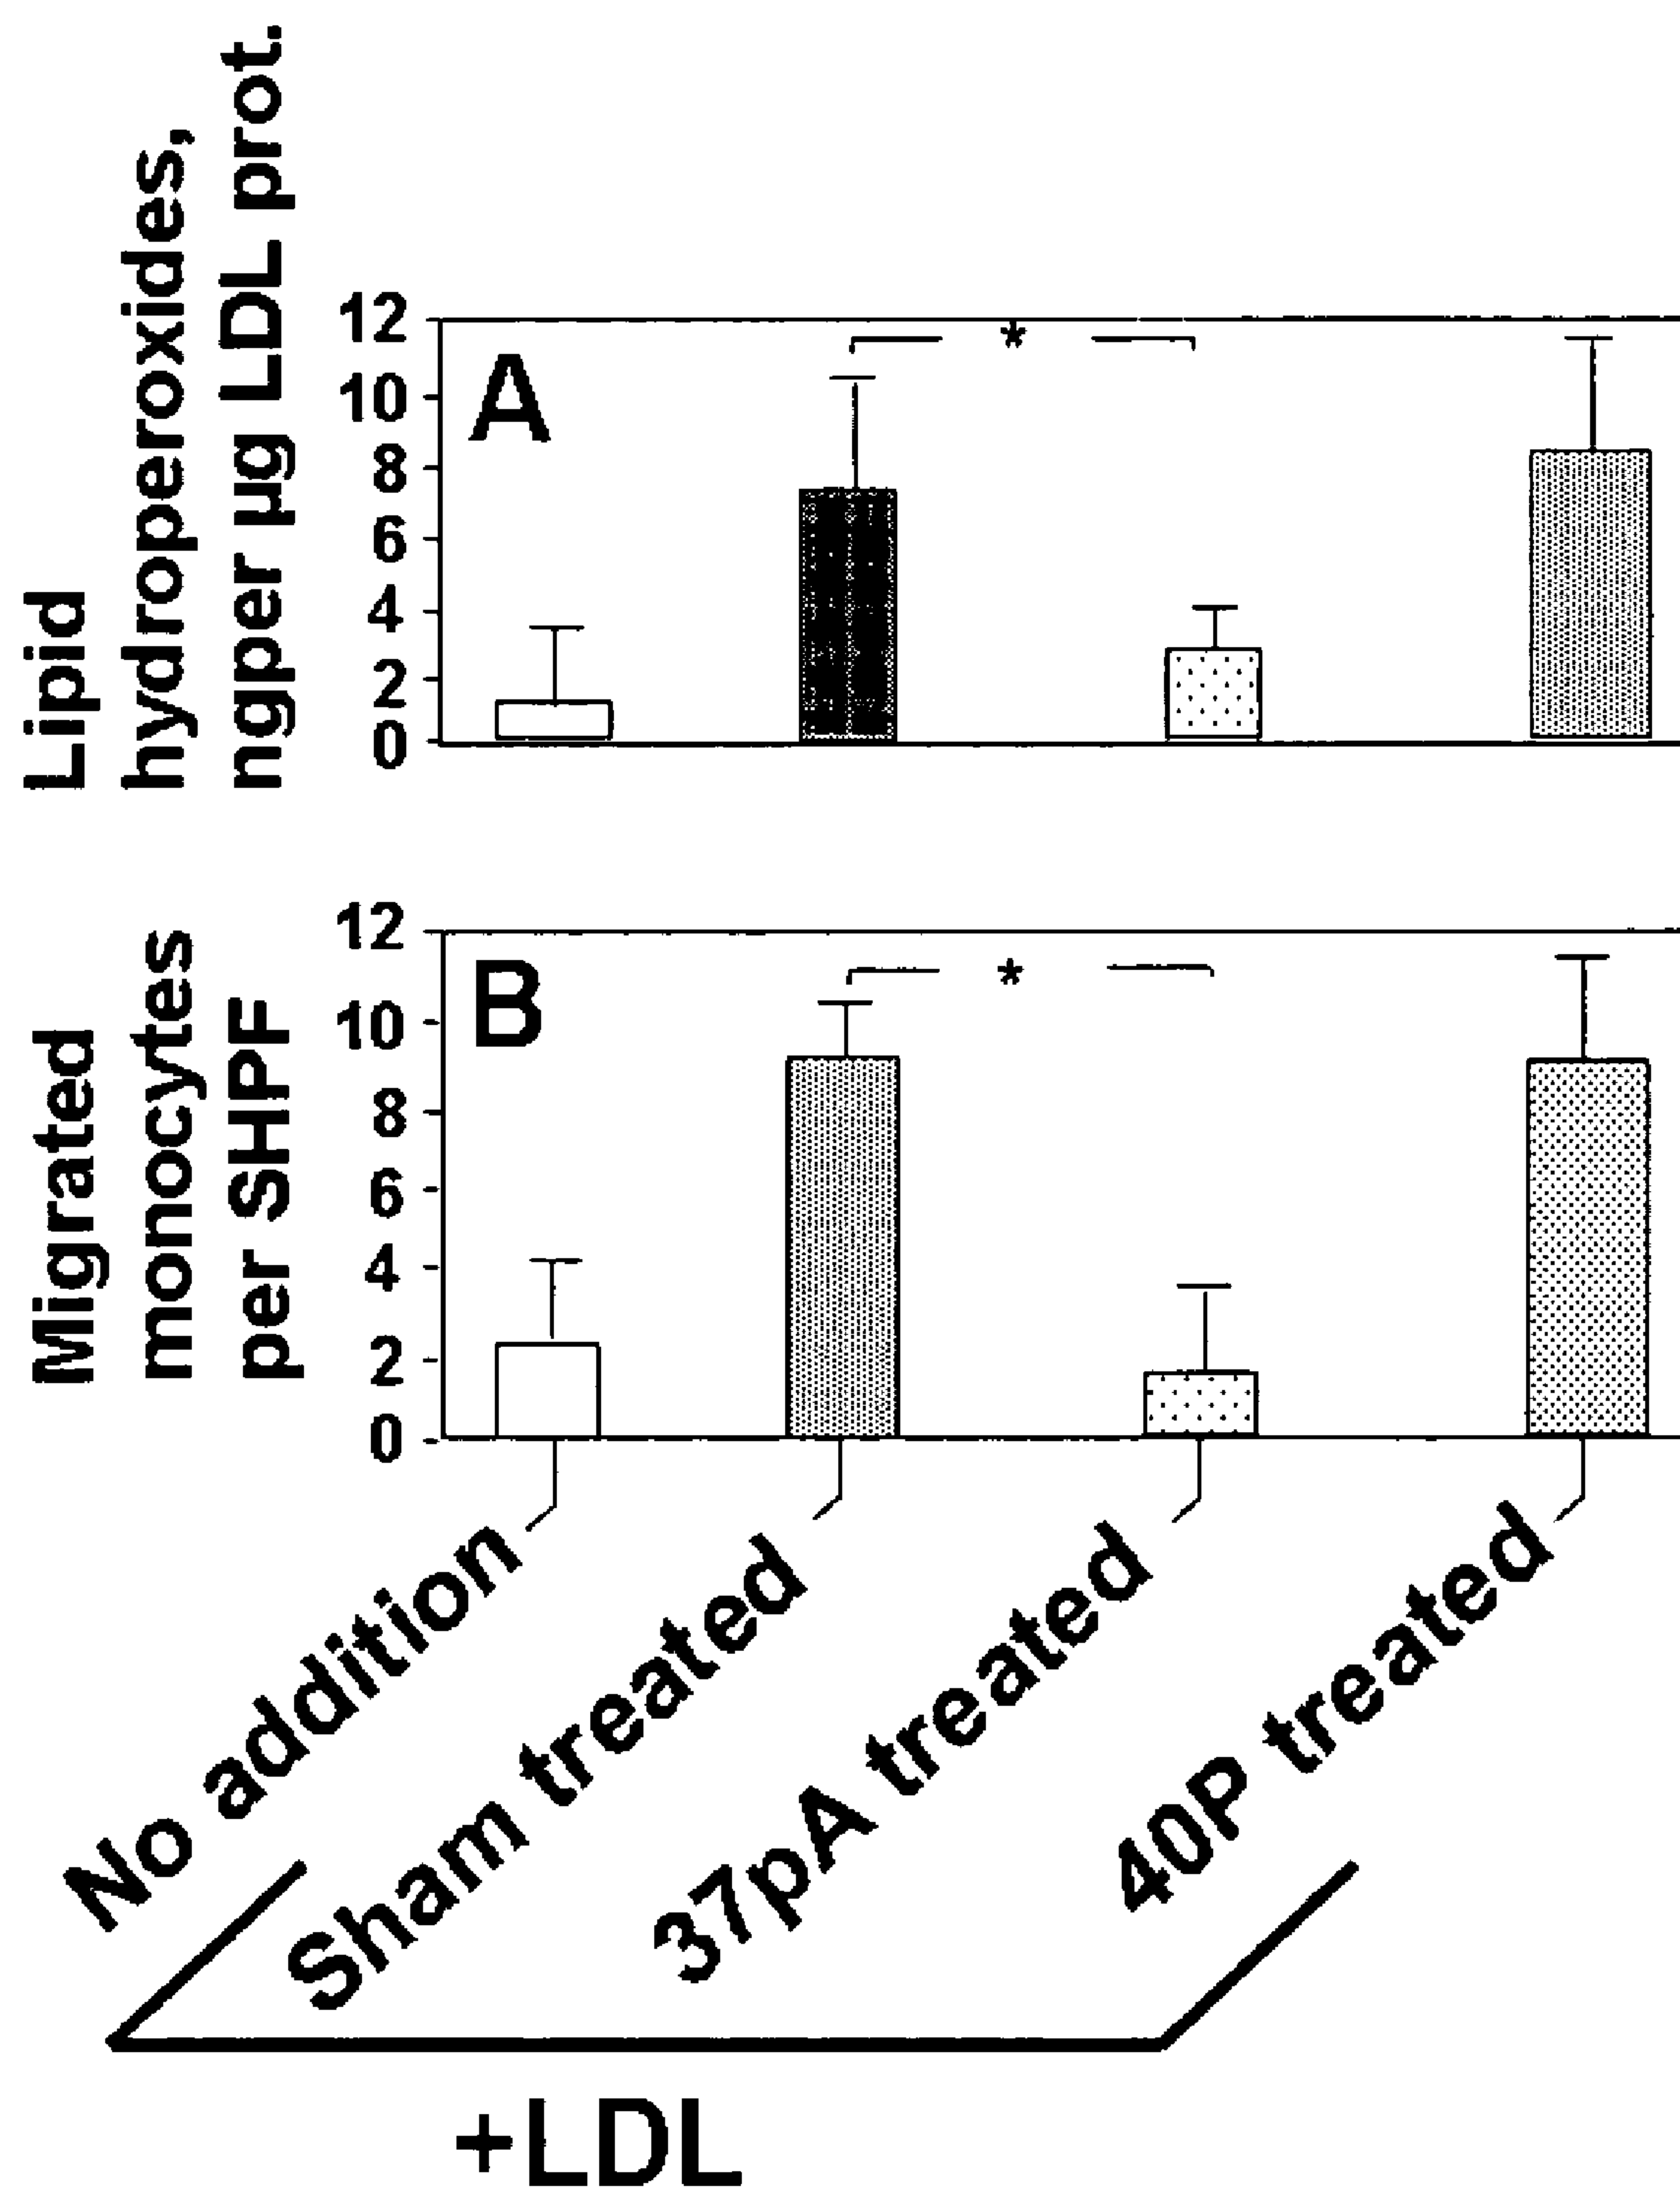 Lipid
hydroperoxides,
ngper µg LDL prot.
12
10
8
6
4
2
0
A
*
Migrated
monocytes
per SHPF
12
10
8
6
4
2
0
B
*
No addition
Sham treated
37pA treated
40P treated
+LDL